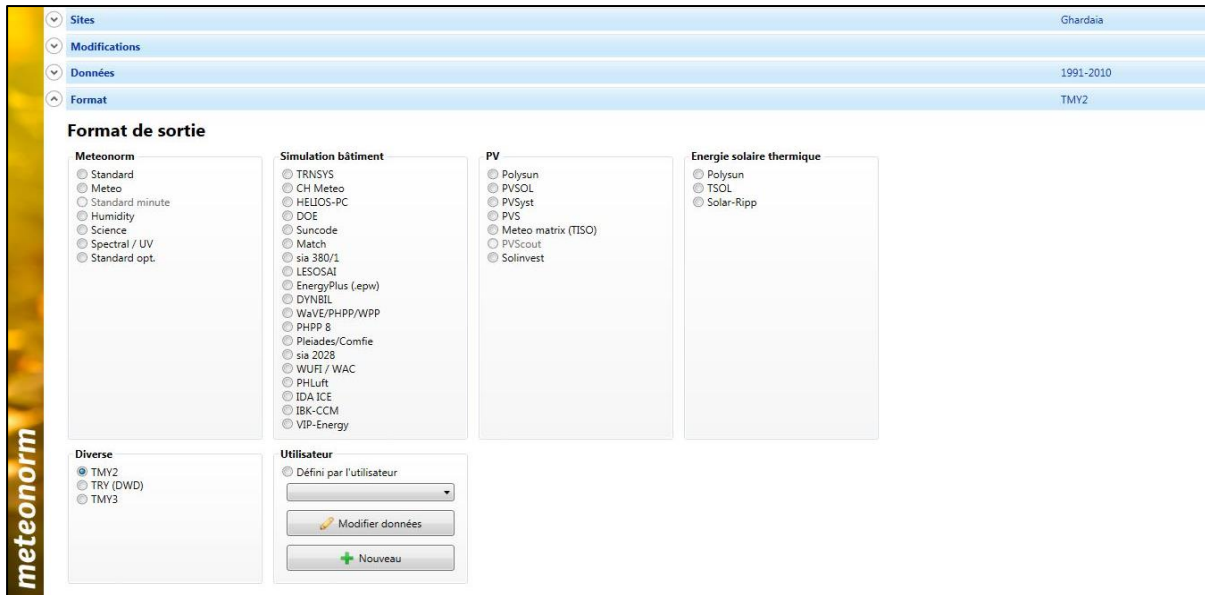 Sites Ghardaia
Modifications
Données 1991-2010
Format TMY2
Format de sortie
Meteonorm
Standard
Meteo
Standard minute
Humidity
Science
Spectral / UV
Standard opt.
Simulation bâtiment
TRNSYS
CH Meteo
HELIOS-PC
DOE
Suncode
Match
sia 380/1
LESOSAI
EnergyPlus (.epw)
DYNBIL
WaVE/PHPP/WPP
PHPP 8
Pleiades/Comfie
sia 2028
WUFI / WAC
PHLuft
IDA ICE
IBK-CCM
VIP-Energy
PV
Polysun
PVSOL
PVSyst
PVS
Meteo matrix (TISO)
PVScout
Solinvest
Energie solaire thermique
Polysun
TSOL
Solar-Ripp
Diverse
TMY2
TRY (DWD)
TMY3
Utilisateur
Défini par l'utilisateur
Modifier données
Nouveau
meteonorm